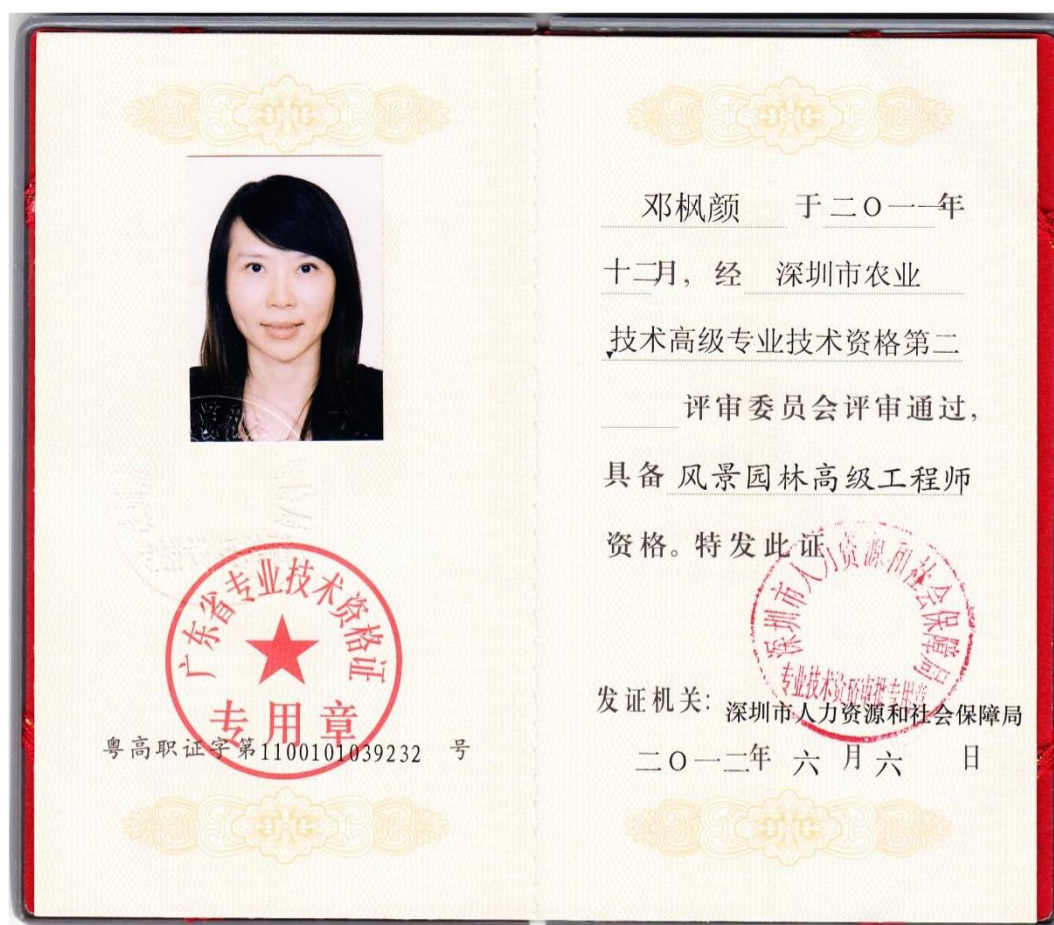 广东省专业技术资格证
专用章
粤高职证字第1100101039232 号
邓枫颜 于二〇一一年
十二月，经 深圳市农业
技术高级专业技术资格第二
评审委员会评审通过，
具备 风景园林高级工程师
资格。特发此证
深圳市人力资源和社会保障局
专业技术资格审批专用章
发证机关：深圳市人力资源和社会保障局
二〇一二年 六 月 六 日